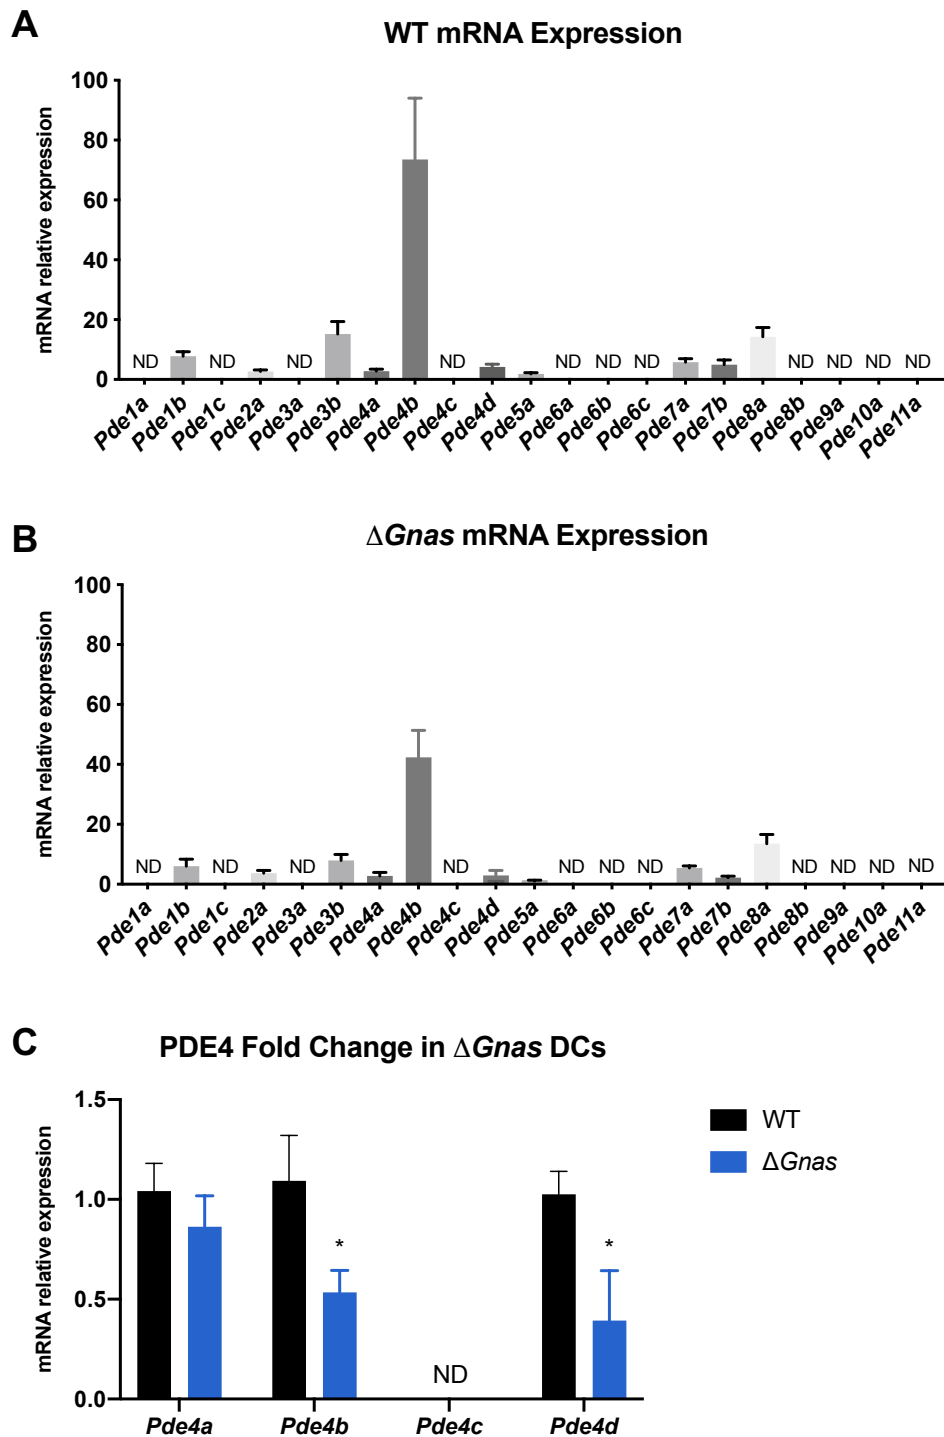 A
WT mRNA Expression
mRNA relative expression
100
80
60
40
20
0
ND ND ND ND ND ND ND ND ND ND ND
Pde1a Pde1b Pde1c Pde2a Pde3a Pde3b Pde4a Pde4b Pde4c Pde4d Pde5a Pde6a Pde6b Pde6c Pde7a Pde7b Pde8a Pde8b Pde9a Pde10a Pde11a
B
ΔGnas mRNA Expression
mRNA relative expression
100
80
60
40
20
0
ND ND ND ND ND ND ND ND ND ND ND
Pde1a Pde1b Pde1c Pde2a Pde3a Pde3b Pde4a Pde4b Pde4c Pde4d Pde5a Pde6a Pde6b Pde6c Pde7a Pde7b Pde8a Pde8b Pde9a Pde10a Pde11a
C
PDE4 Fold Change in ΔGnas DCs
mRNA relative expression
1.5
1.0
0.5
0.0
* *
ND
Pde4a Pde4b Pde4c Pde4d
WT
ΔGnas